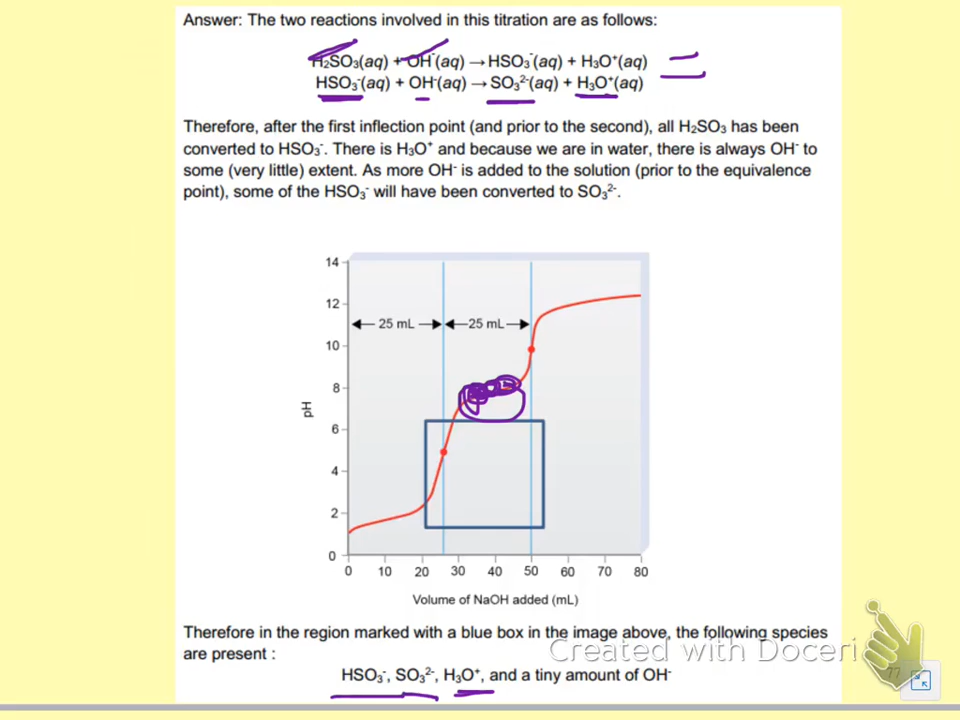 Answer: The two reactions involved in this titration are as follows:
H₂SO₃(aq) + OH⁻(aq) → HSO₃⁻(aq) + H₃O⁺(aq)
HSO₃⁻(aq) + OH⁻(aq) → SO₃²⁻(aq) + H₃O⁺(aq)
Therefore, after the first inflection point (and prior to the second), all H₂SO₃ has been
converted to HSO₃⁻. There is H₃O⁺ and because we are in water, there is always OH⁻ to
some (very little) extent. As more OH⁻ is added to the solution (prior to the equivalence
point), some of the HSO₃⁻ will have been converted to SO₃²⁻.
14
12
25 mL 25 mL
10
8
pH
6
4
2
0
0 10 20 30 40 50 60 70 80
Volume of NaOH added (mL)
Therefore in the region marked with a blue box in the image above, the following species
are present :
Created with Doceri
HSO₃⁻, SO₃²⁻, H₃O⁺, and a tiny amount of OH⁻
77